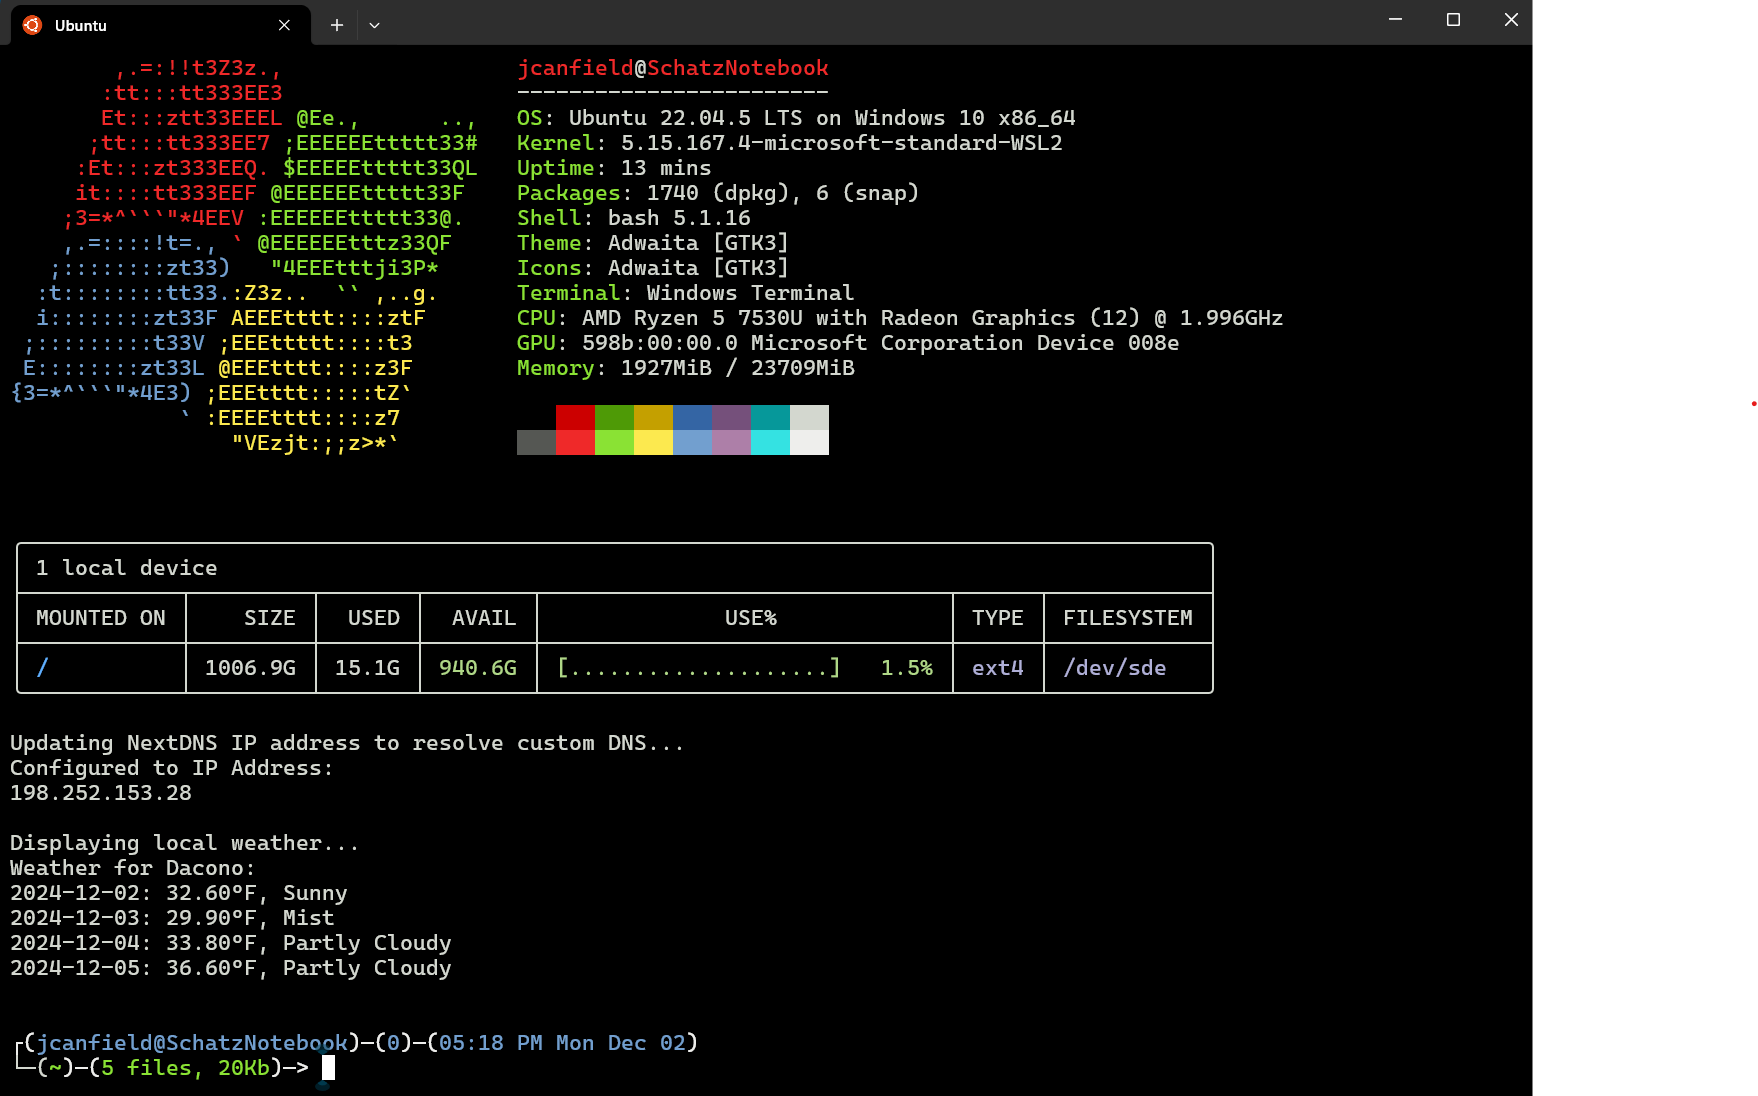 Ubuntu
,.=:!!t3Z3z., jcanfield@SchatzNotebook
:tt:::tt333EE3 ------------------------
Et:::ztt33EEEL @Ee., .., OS: Ubuntu 22.04.5 LTS on Windows 10 x86_64
;tt:::tt333EE7 ;EEEEEEttttt33# Kernel: 5.15.167.4-microsoft-standard-WSL2
:Et:::zt333EEQ. $EEEEEttttt33QL Uptime: 13 mins
it::::tt333EEF @EEEEEEttttt33F Packages: 1740 (dpkg), 6 (snap)
;3=*^```"*4EEV :EEEEEEttttt33@. Shell: bash 5.1.16
,.=::::!t=., ` @EEEEEEtttz33QF Theme: Adwaita [GTK3]
;::::::::zt33) "4EEEtttji3P* Icons: Adwaita [GTK3]
:t::::::::tt33.:Z3z.. `` ,..g. Terminal: Windows Terminal
i::::::::zt33F AEEEtttt::::ztF CPU: AMD Ryzen 5 7530U with Radeon Graphics (12) @ 1.996GHz
;:::::::::t33V ;EEEttttt::::t3 GPU: 598b:00:00.0 Microsoft Corporation Device 008e
E::::::::zt33L @EEEtttt::::z3F Memory: 1927MiB / 23709MiB
{3=*^```"*4E3) ;EEEtttt:::::tZ`
` :EEEEtttt::::z7
"VEzjt:;;z>*`
1 local device
MOUNTED ON SIZE USED AVAIL USE% TYPE FILESYSTEM
/ 1006.9G 15.1G 940.6G [....................] 1.5% ext4 /dev/sde
Updating NextDNS IP address to resolve custom DNS...
Configured to IP Address:
198.252.153.28
Displaying local weather...
Weather for Dacono:
2024-12-02: 32.60°F, Sunny
2024-12-03: 29.90°F, Mist
2024-12-04: 33.80°F, Partly Cloudy
2024-12-05: 36.60°F, Partly Cloudy
┌(jcanfield@SchatzNotebook)─(0)─(05:18 PM Mon Dec 02)
└─(~)─(5 files, 20Kb)─>